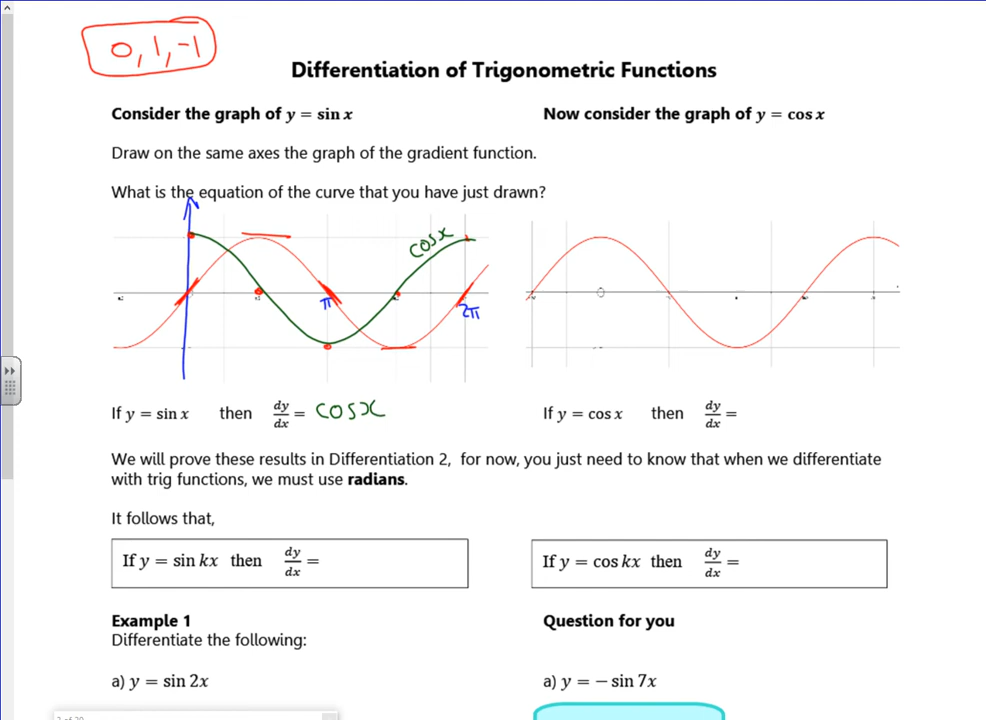 0, 1, -1
Differentiation of Trigonometric Functions
Consider the graph of y = sin x
Draw on the same axes the graph of the gradient function.
What is the equation of the curve that you have just drawn?
cosx
π
2π
If y = sin x then dy/dx = cosx
Now consider the graph of y = cos x
If y = cos x then dy/dx =
We will prove these results in Differentiation 2, for now, you just need to know that when we differentiate
with trig functions, we must use radians.
It follows that,
If y = sin kx then dy/dx =
If y = cos kx then dy/dx =
Example 1
Differentiate the following:
a) y = sin 2x
Question for you
a) y = − sin 7x